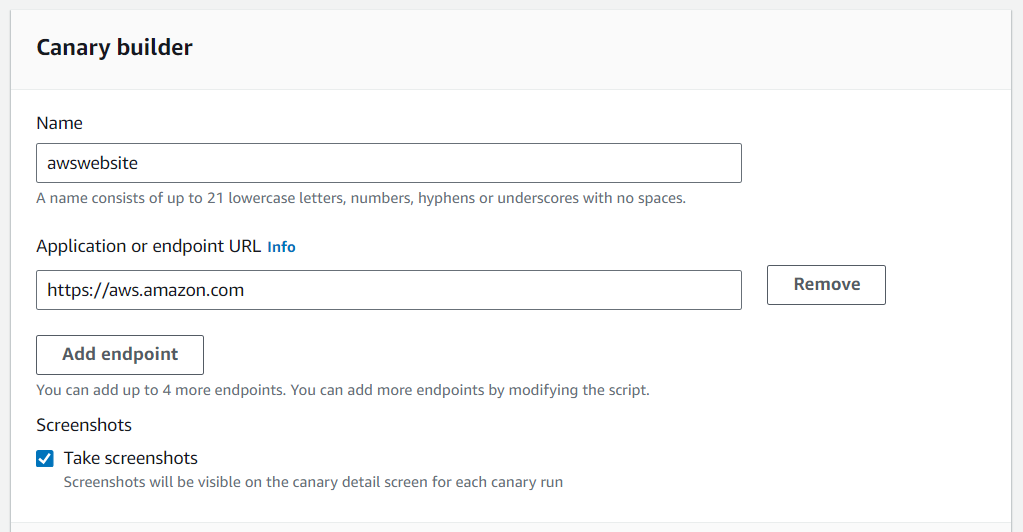 Canary builder
Name
awswebsite
A name consists of up to 21 lowercase letters, numbers, hyphens or underscores with no spaces.
Application or endpoint URL Info
https://aws.amazon.com
Remove
Add endpoint
You can add up to 4 more endpoints. You can add more endpoints by modifying the script.
Screenshots
Take screenshots
Screenshots will be visible on the canary detail screen for each canary run